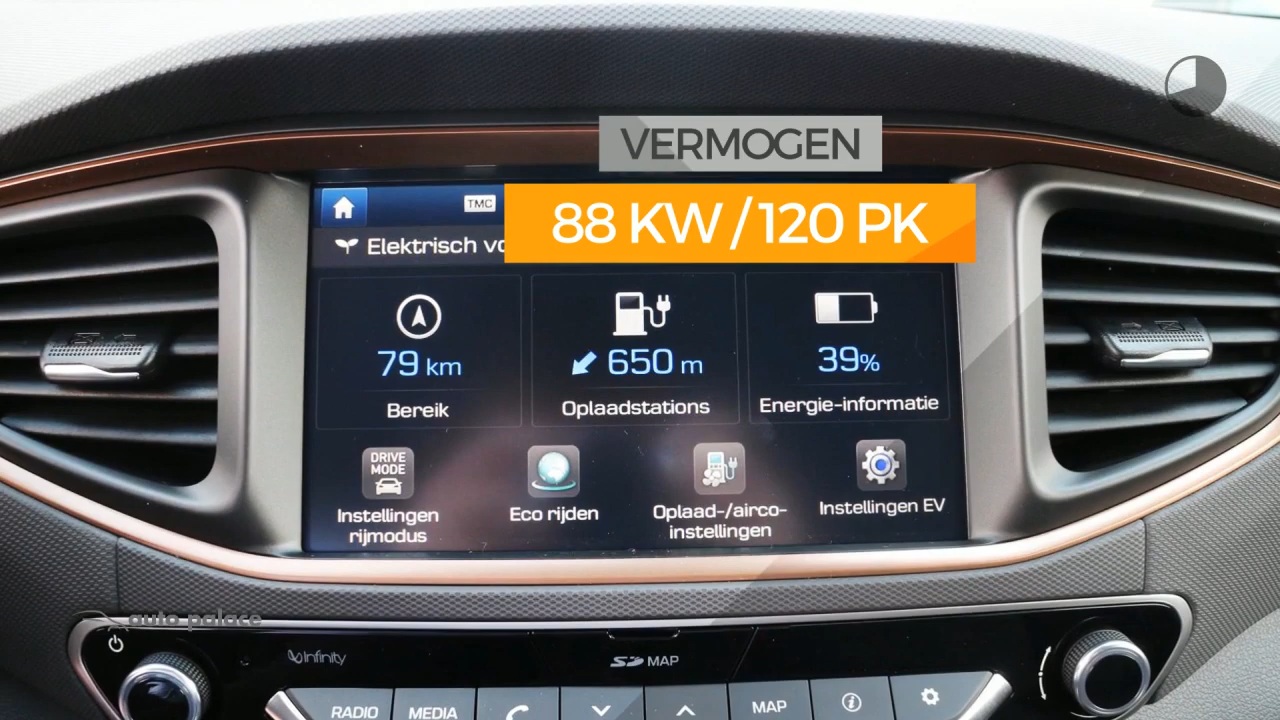 VERMOGEN
88 KW / 120 PK
TMC
Elektrisch
79 km
650 m
39%
Bereik
Oplaadstations
Energie-informatie
DRIVE
MODE
Instellingen
rijmodus
Eco rijden
Oplaad-/airco-
instellingen
Instellingen EV
auto palace
Infinity
SD MAP
RADIO
MEDIA
MAP